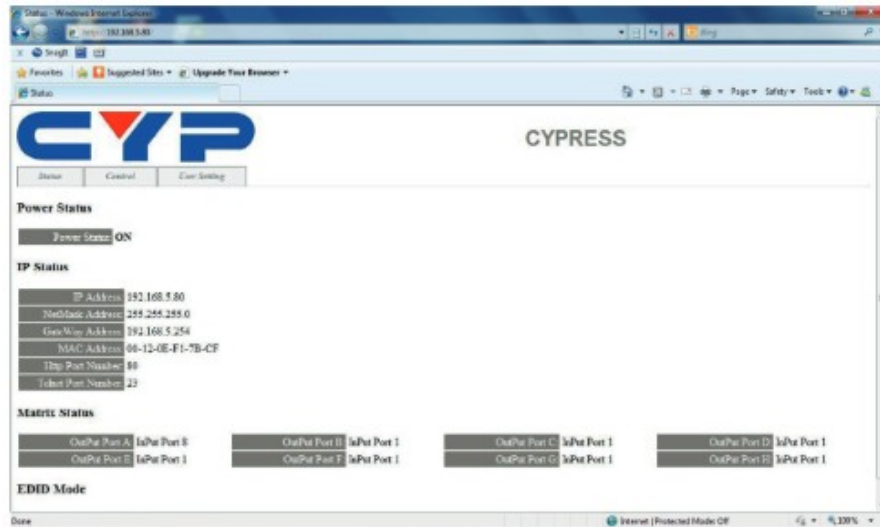 Status - Windows Internet Explorer
192.168.5.80
Bing
x SnagIt
Favorites Suggested Sites Upgrade Your Browser
Status
Page Safety Tools
CYP
CYPRESS
Status Control User Setting
Power Status
Power Status: ON
IP Status
IP Address: 192.168.5.80
NetMask Address: 255.255.255.0
GateWay Address: 192.168.5.254
MAC Address: 00-12-0E-F1-7B-CF
Http Port Number: 80
Telnet Port Number: 23
Matrix Status
OutPut Port A: InPut Port 8 OutPut Port B: InPut Port 1 OutPut Port C: InPut Port 1 OutPut Port D: InPut Port 1
OutPut Port E: InPut Port 1 OutPut Port F: InPut Port 1 OutPut Port G: InPut Port 1 OutPut Port H: InPut Port 1
EDID Mode
Done Internet | Protected Mode: Off 100%